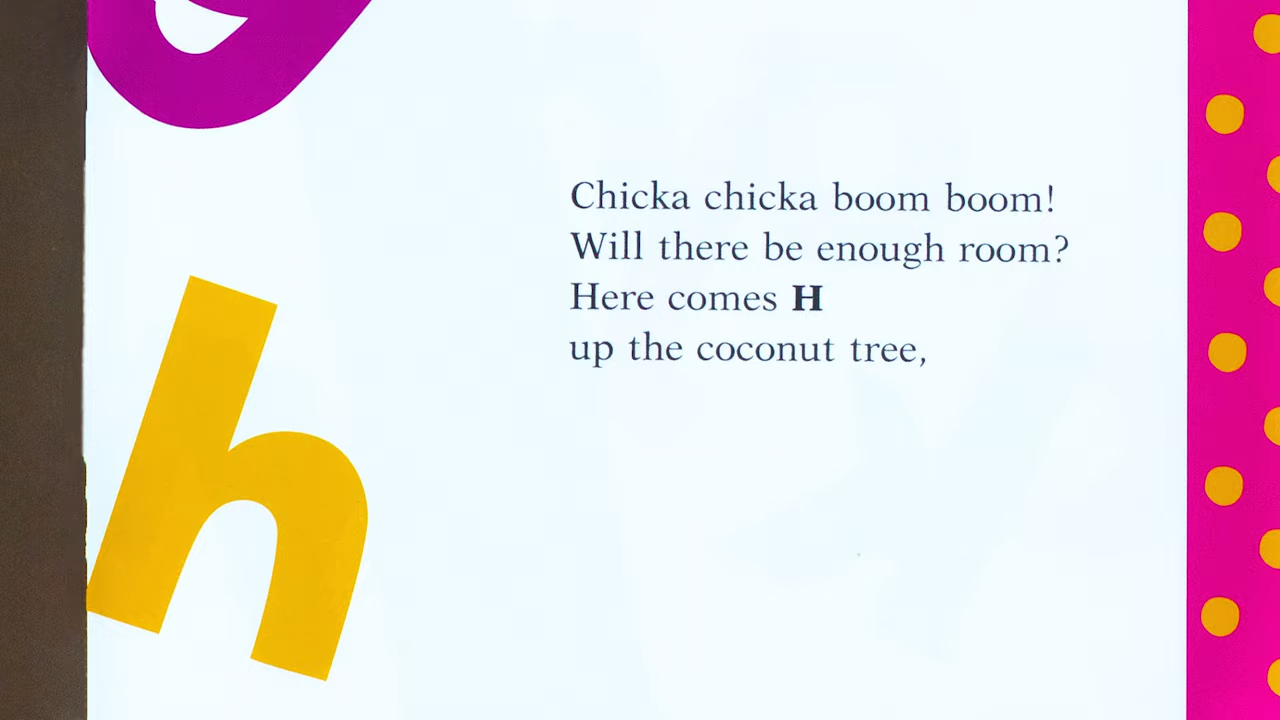 Chicka chicka boom boom!
Will there be enough room?
Here comes H
up the coconut tree,
h